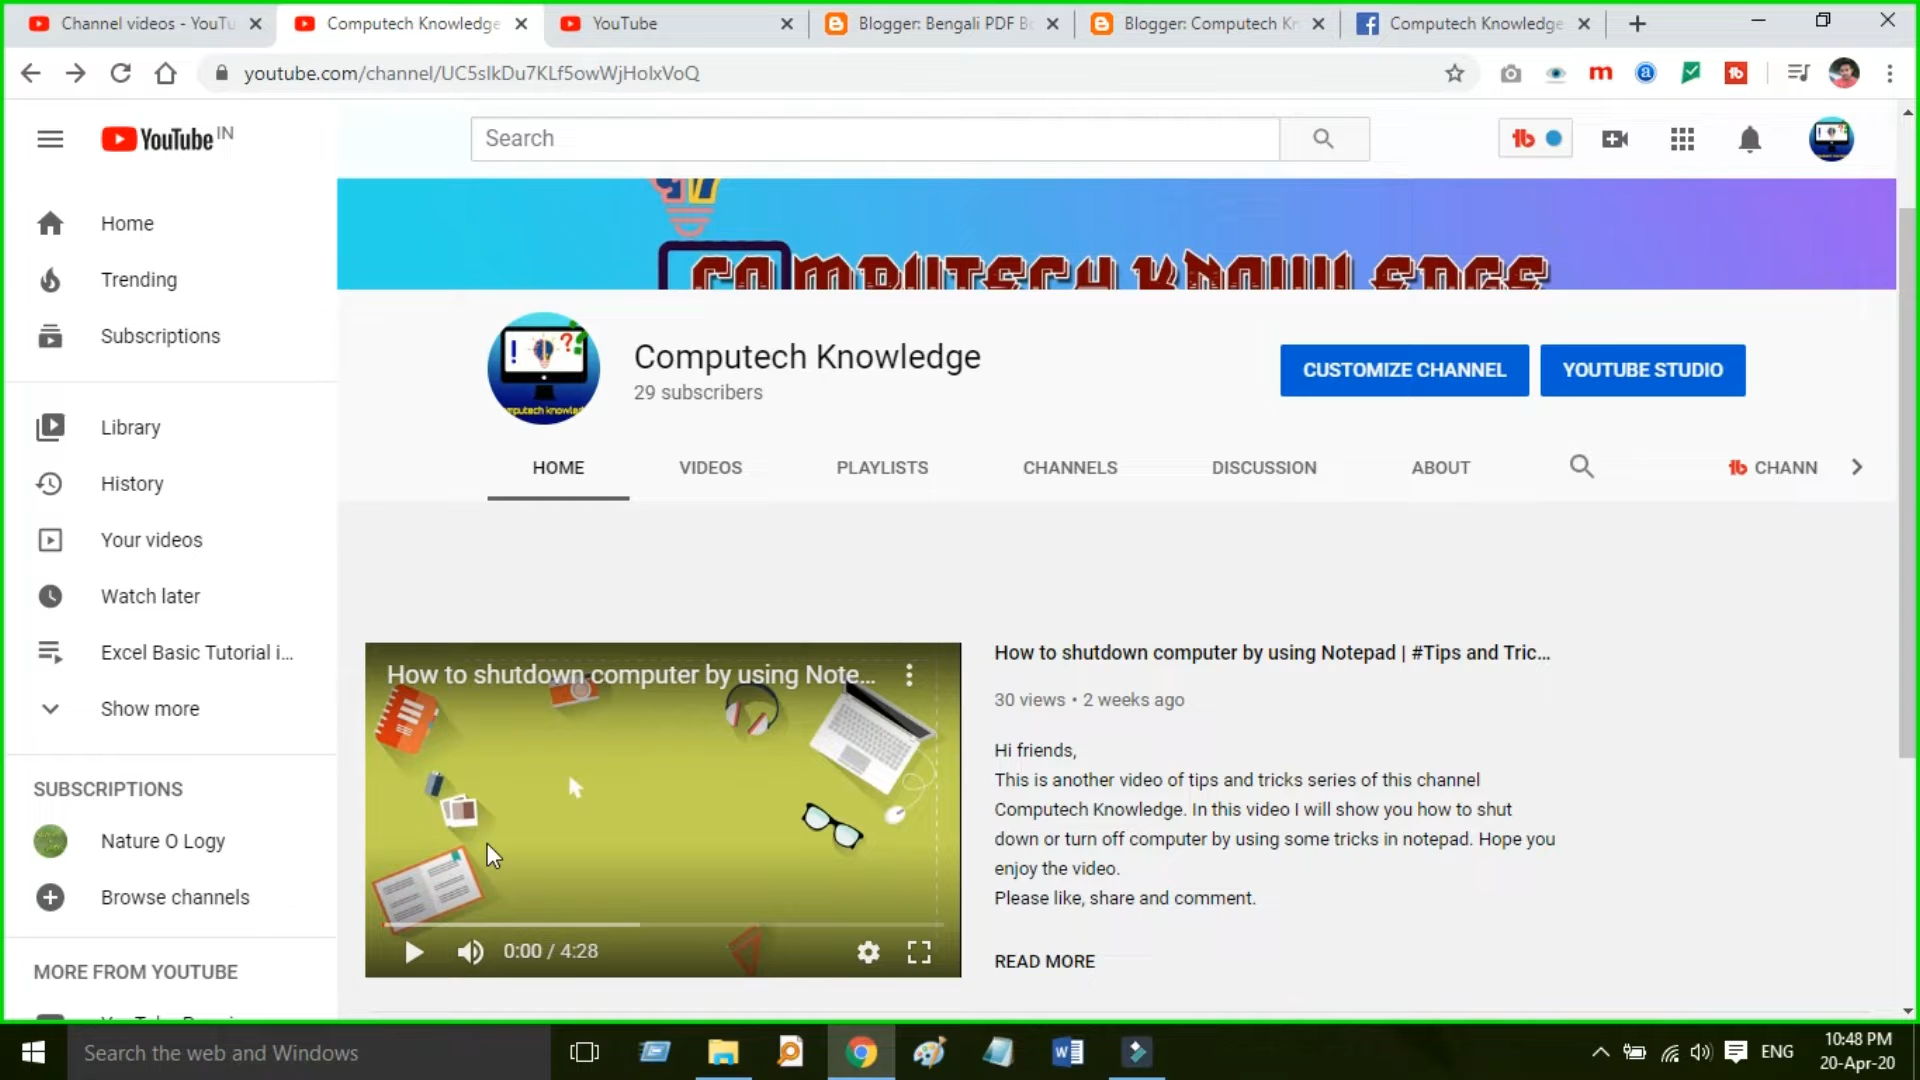 Channel videos - YouTu
Computech Knowledge
YouTube
Blogger: Bengali PDF B
Blogger: Computech Kn
Computech Knowledge
youtube.com/channel/UC5slkDu7KLf5owWjHoIxVoQ
YouTube IN
Search
Home
Trending
Subscriptions
Library
History
Your videos
Watch later
Excel Basic Tutorial i...
Show more
SUBSCRIPTIONS
Nature O Logy
Browse channels
MORE FROM YOUTUBE
COMPUTECH KNOWLEDGE
Computech Knowledge
29 subscribers
CUSTOMIZE CHANNEL
YOUTUBE STUDIO
HOME
VIDEOS
PLAYLISTS
CHANNELS
DISCUSSION
ABOUT
CHANN
How to shutdown computer by using Note...
0:00 / 4:28
How to shutdown computer by using Notepad | #Tips and Tric...
30 views • 2 weeks ago
Hi friends,
This is another video of tips and tricks series of this channel
Computech Knowledge. In this video I will show you how to shut
down or turn off computer by using some tricks in notepad. Hope you
enjoy the video.
Please like, share and comment.
READ MORE
Search the web and Windows
ENG
10:48 PM
20-Apr-20